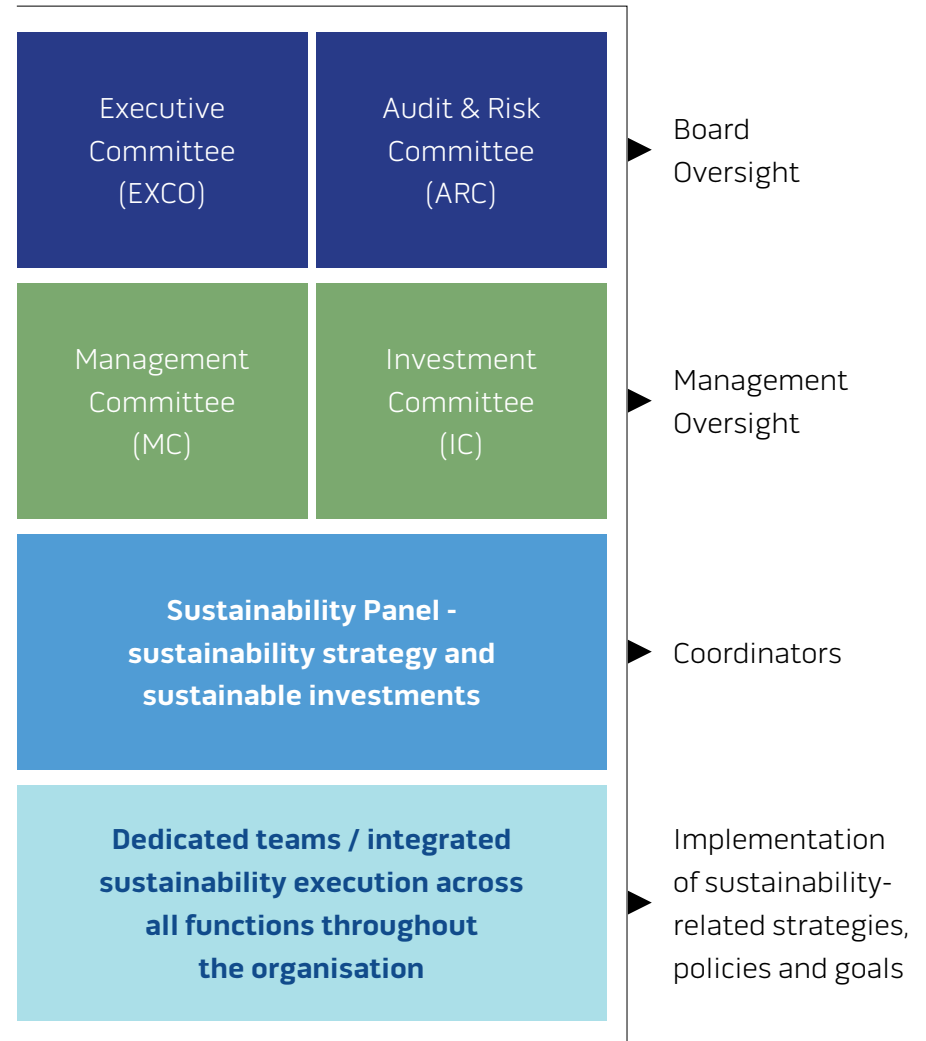 Executive
Committee
(EXCO)
Audit & Risk
Committee
(ARC)
Board
Oversight
Management
Committee
(MC)
Investment
Committee
(IC)
Management
Oversight
Sustainability Panel -
sustainability strategy and
sustainable investments
Coordinators
Dedicated teams / integrated
sustainability execution across
all functions throughout
the organisation
Implementation
of sustainability-
related strategies,
policies and goals